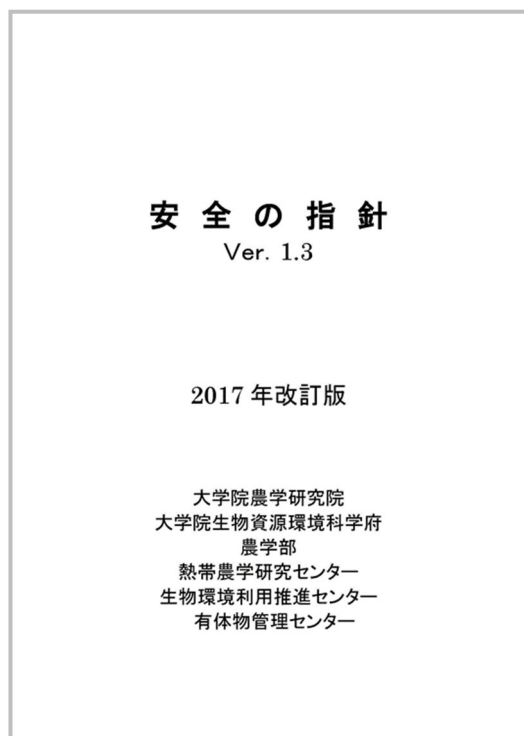 安全の指針
Ver. 1.3
2017 年改訂版
大学院農学研究院
大学院生物資源環境科学府
農学部
熱帯農学研究センター
生物環境利用推進センター
有体物管理センター